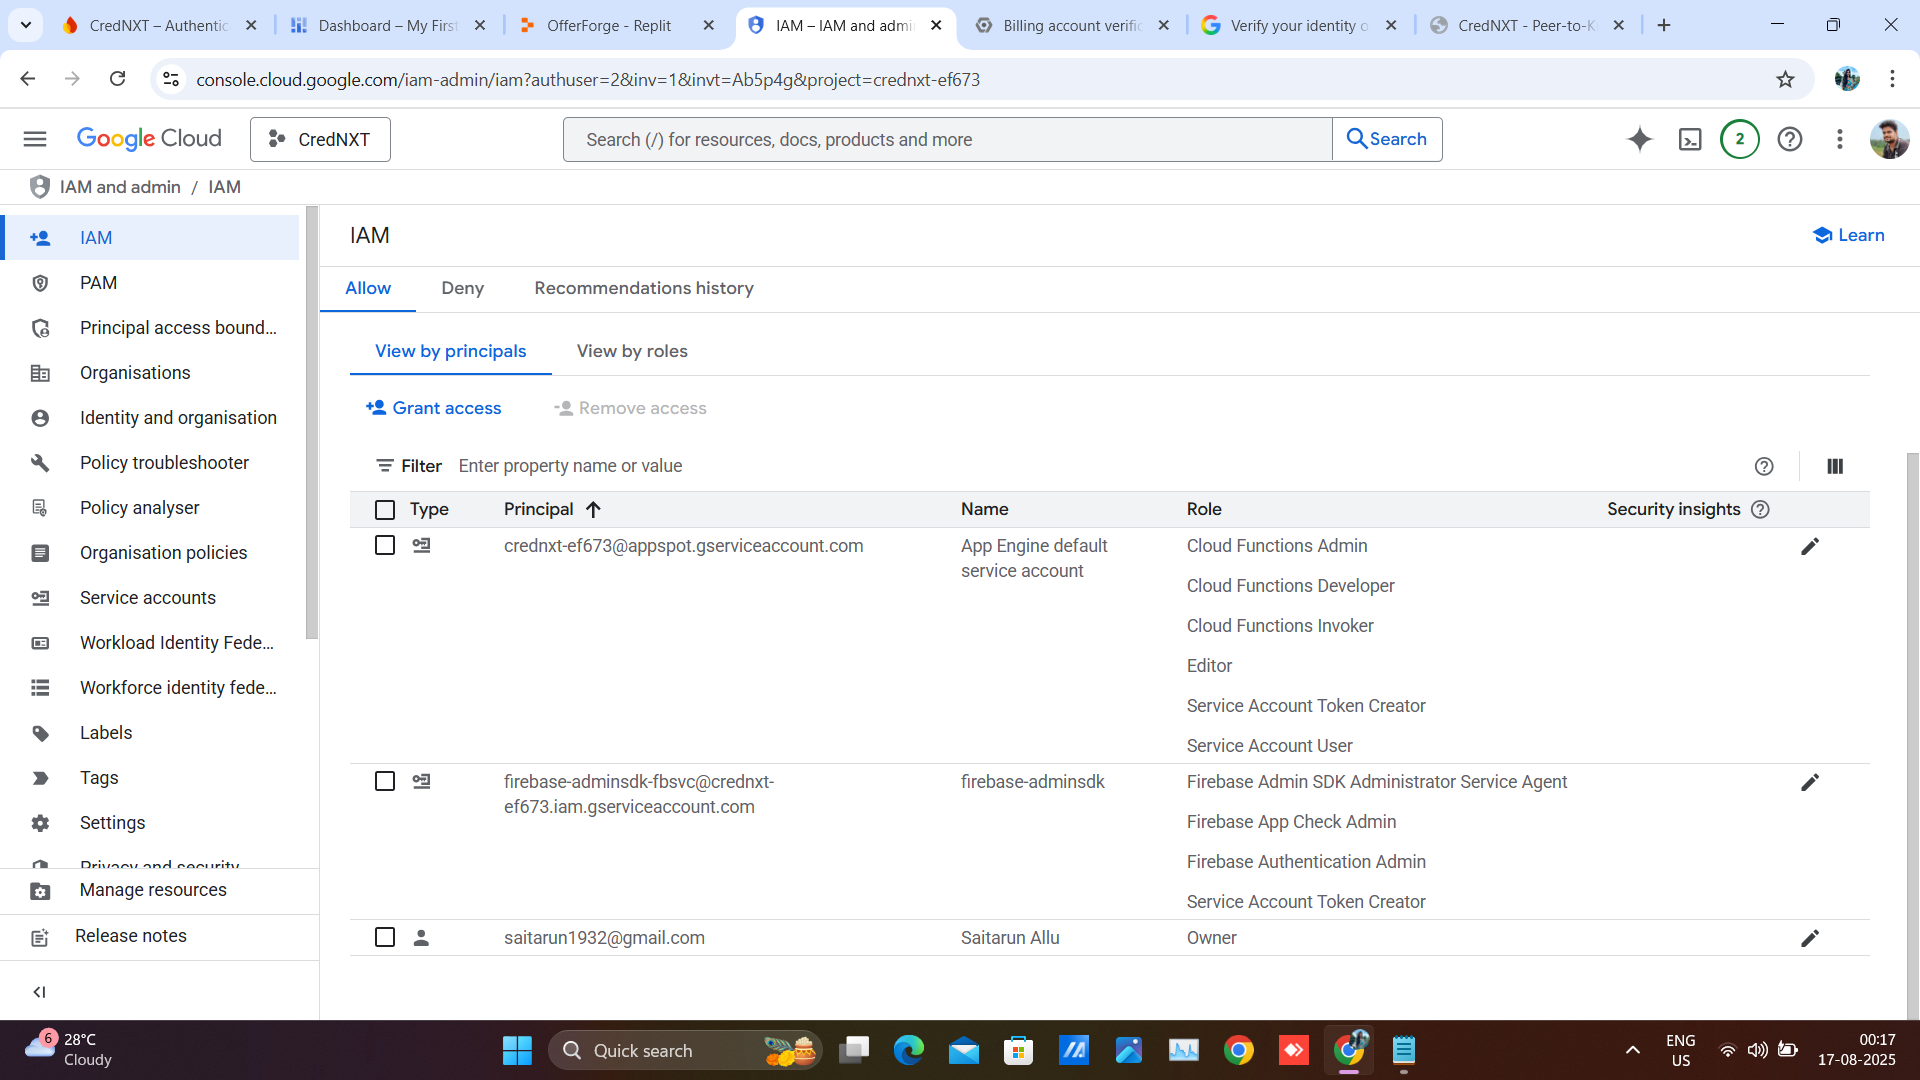 CredNXT – Authentic
Dashboard – My First
OfferForge - Replit
IAM – IAM and admin
Billing account verific
Verify your identity o
CredNXT - Peer-to-K
console.cloud.google.com/iam-admin/iam?authuser=2&inv=1&invt=Ab5p4g&project=crednxt-ef673
Google Cloud
CredNXT
Search (/) for resources, docs, products and more
Search
2
IAM and admin / IAM
IAM
PAM
Principal access bound...
Organisations
Identity and organisation
Policy troubleshooter
Policy analyser
Organisation policies
Service accounts
Workload Identity Fede...
Workforce identity fede...
Labels
Tags
Settings
Privacy and security
Manage resources
Release notes
IAM
Learn
Allow
Deny
Recommendations history
View by principals
View by roles
Grant access
Remove access
Filter Enter property name or value
Type Principal Name Role Security insights
crednxt-ef673@appspot.gserviceaccount.com
App Engine default
service account
Cloud Functions Admin
Cloud Functions Developer
Cloud Functions Invoker
Editor
Service Account Token Creator
Service Account User
firebase-adminsdk-fbsvc@crednxt-
ef673.iam.gserviceaccount.com
firebase-adminsdk
Firebase Admin SDK Administrator Service Agent
Firebase App Check Admin
Firebase Authentication Admin
Service Account Token Creator
saitarun1932@gmail.com
Saitarun Allu
Owner
6
28°C
Cloudy
Quick search
ENG
US
00:17
17-08-2025